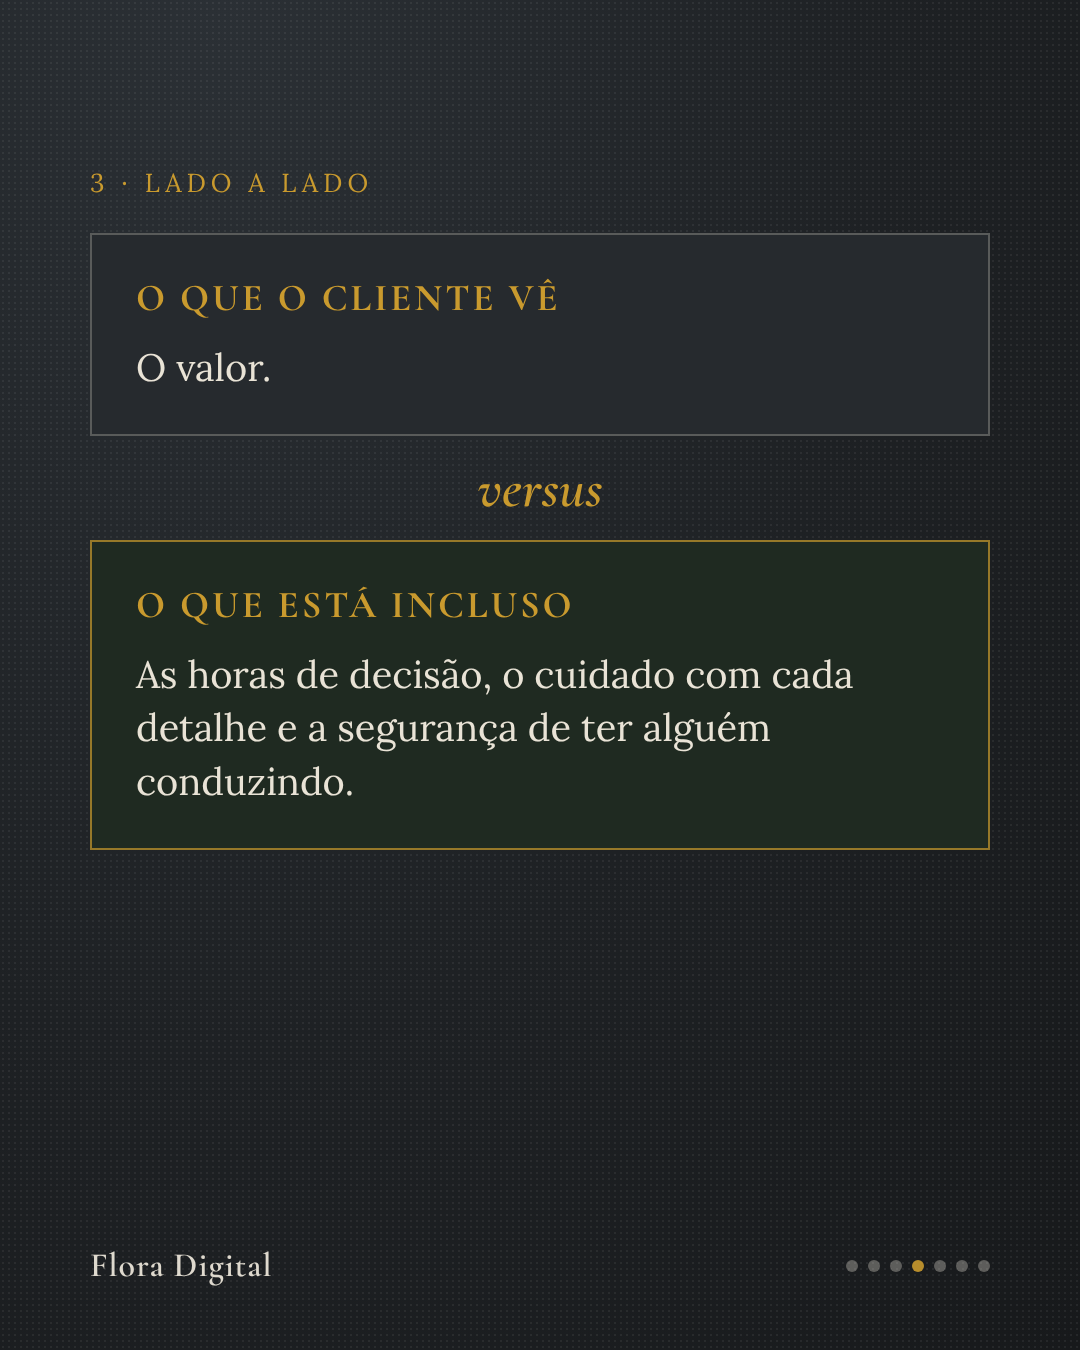 3 · LADO A LADO
O QUE O CLIENTE VÊ
O valor.
versus
O QUE ESTÁ INCLUSO
As horas de decisão, o cuidado com cada
detalhe e a segurança de ter alguém
conduzindo.
Flora Digital